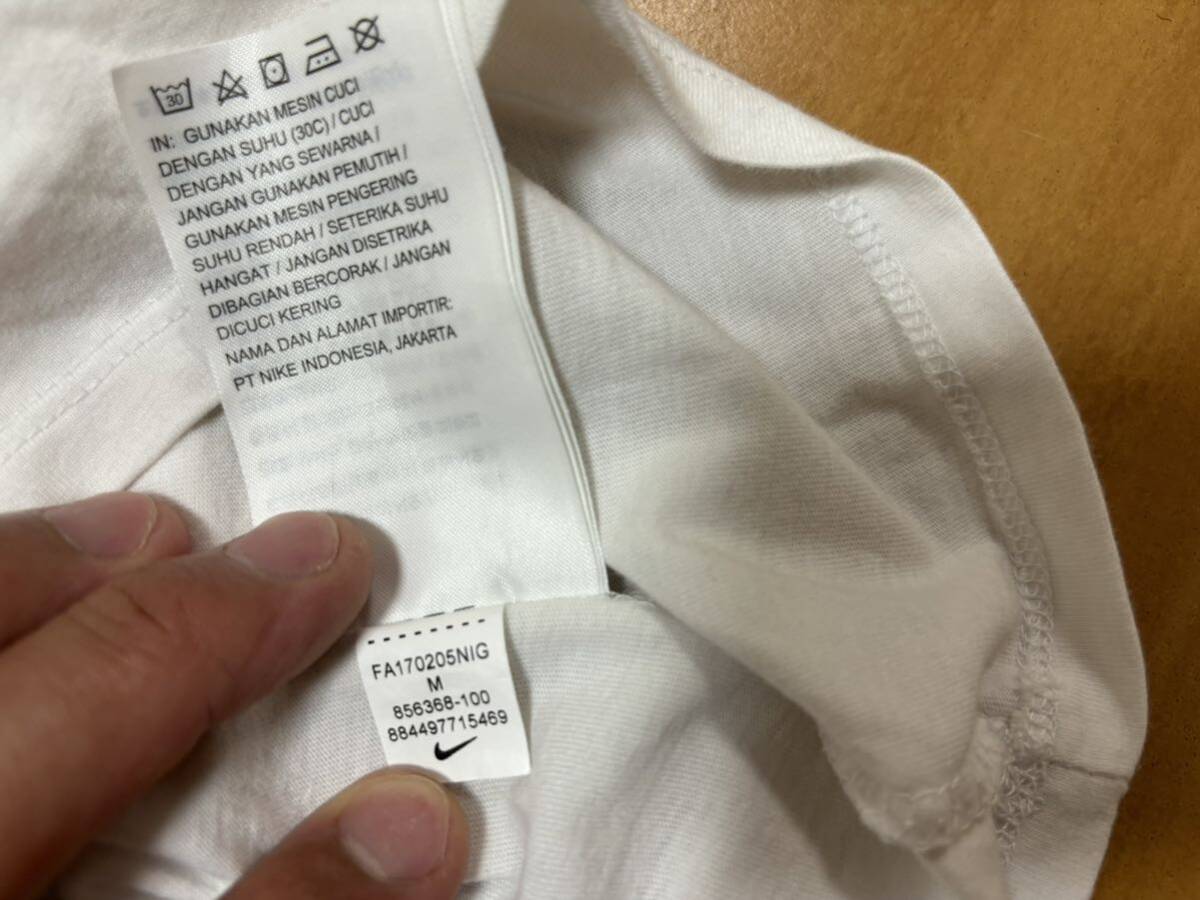 30
IN: GUNAKAN MESIN CUCI
DENGAN SUHU (30C) / CUCI
DENGAN YANG SEWARNA /
JANGAN GUNAKAN PEMUTIH /
GUNAKAN MESIN PENGERING
SUHU RENDAH / SETERIKA SUHU
HANGAT / JANGAN DISETRIKA
DIBAGIAN BERCORAK / JANGAN
DICUCI KERING
NAMA DAN ALAMAT IMPORTIR:
PT NIKE INDONESIA, JAKARTA
FA170205NIG
M
856368-100
884497715469